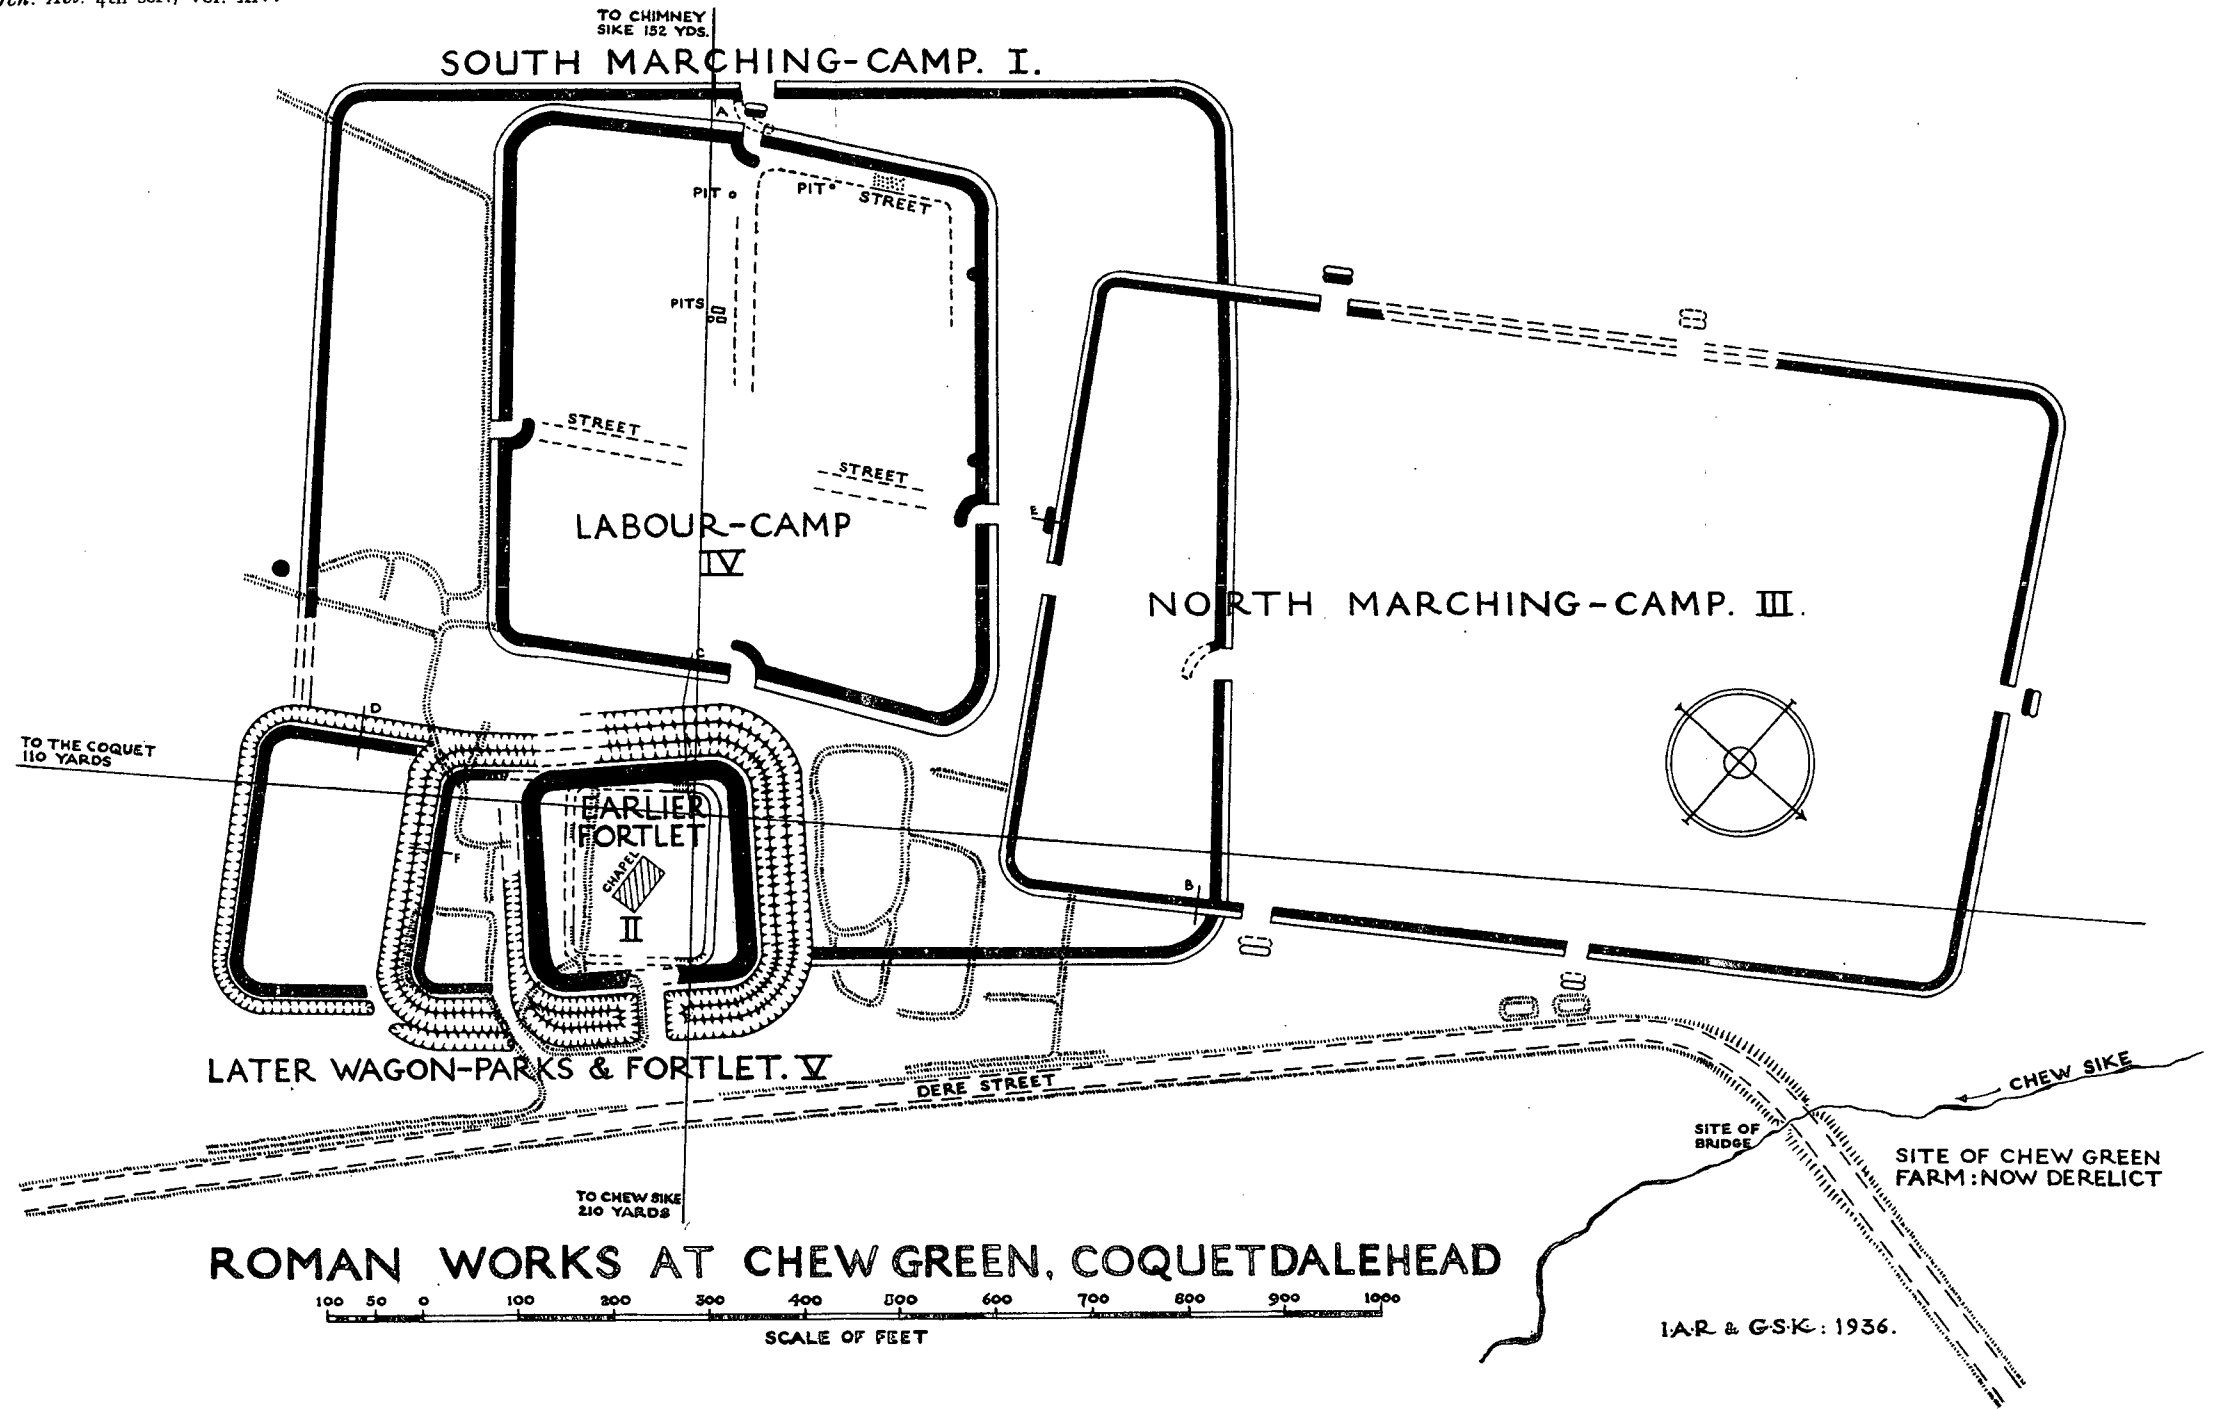 4th ser., vol. XIV.
TO CHIMNEY
SIKE 152 YDS.
SOUTH MARCHING-CAMP. I.
A
PIT
PIT
STREET
PITS
STREET
STREET
LABOUR-CAMP
IV
E
NORTH MARCHING-CAMP. III.
C
D
TO THE COQUET
110 YARDS
EARLIER
FORTLET
F
CHAPEL
II
B
LATER WAGON-PARKS & FORTLET. V
DERE STREET
CHEW SIKE
SITE OF
BRIDGE
SITE OF CHEW GREEN
FARM: NOW DERELICT
TO CHEW SIKE
210 YARDS
ROMAN WORKS AT CHEW GREEN, COQUETDALEHEAD
100 50 0 100 200 300 400 500 600 700 800 900 1000
SCALE OF FEET
I.A.R & G.S.K.: 1936.